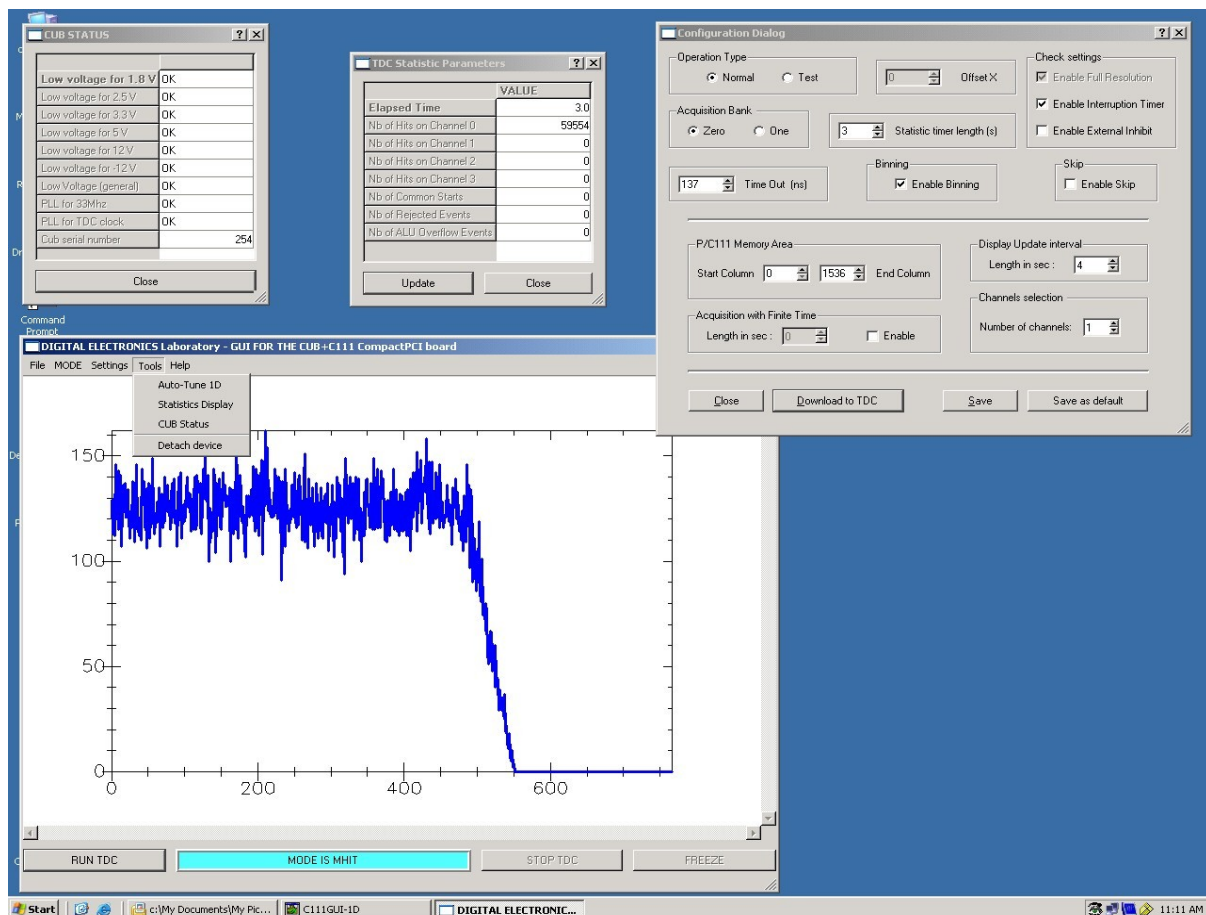 CUB STATUS
Low voltage for 1.8 V OK
Low voltage for 2.5 V OK
Low voltage for 3.3 V OK
Low voltage for 5 V OK
Low voltage for 12 V OK
Low voltage for -12 V OK
Low Voltage (general) OK
PLL for 33Mhz OK
PLL for TDC clock OK
Cub serial number 254
Close
TDC Statistic Parameters
VALUE
Elapsed Time 3.0
Nb of Hits on Channel 0 59554
Nb of Hits on Channel 1 0
Nb of Hits on Channel 2 0
Nb of Hits on Channel 3 0
Nb of Common Starts 0
Nb of Rejected Events 0
Nb of ALU Overflow Events 0
Update Close
Configuration Dialog
Operation Type
Normal Test
0 Offset X
Check settings
Enable Full Resolution
Enable Interruption Timer
Enable External Inhibit
Acquisition Bank
Zero One
3 Statistic timer length (s)
137 Time Out (ns)
Binning
Enable Binning
Skip
Enable Skip
P/C111 Memory Area
Start Column 0 1536 End Column
Display Update interval
Length in sec : 4
Acquisition with Finite Time
Length in sec : 0 Enable
Channels selection
Number of channels: 1
Close Download to TDC Save Save as default
Command
Prompt
DIGITAL ELECTRONICS Laboratory - GUI FOR THE CUB+C111 CompactPCI board
File MODE Settings Tools Help
Auto-Tune 1D
Statistics Display
CUB Status
Detach device
150
100
50
0
0 200 400 600
RUN TDC MODE IS MHIT STOP TDC FREEZE
Start c:\My Documents\My Pic... C111GUI-1D DIGITAL ELECTRONIC... 11:11 AM